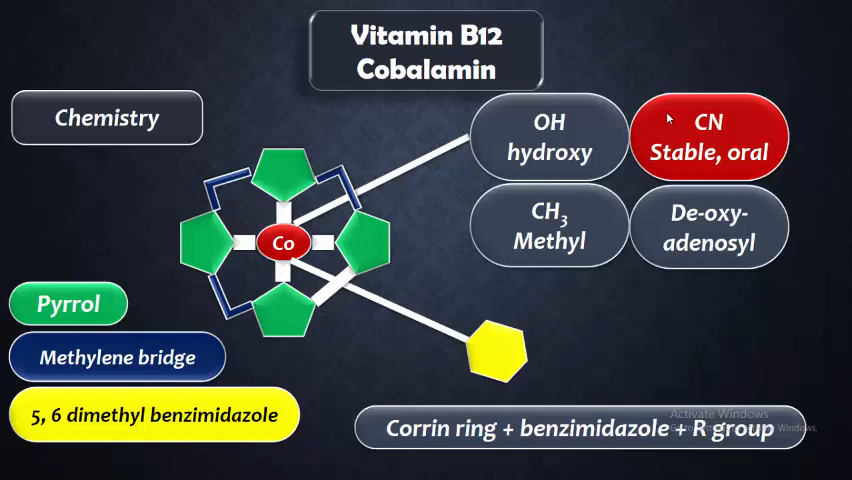 Vitamin B12
Cobalamin
Chemistry
OH
hydroxy
CN
Stable, oral
CH₃
Methyl
De-oxy-
adenosyl
Co
Pyrrol
Methylene bridge
5, 6 dimethyl benzimidazole
Corrin ring + benzimidazole + R group
Activate Windows